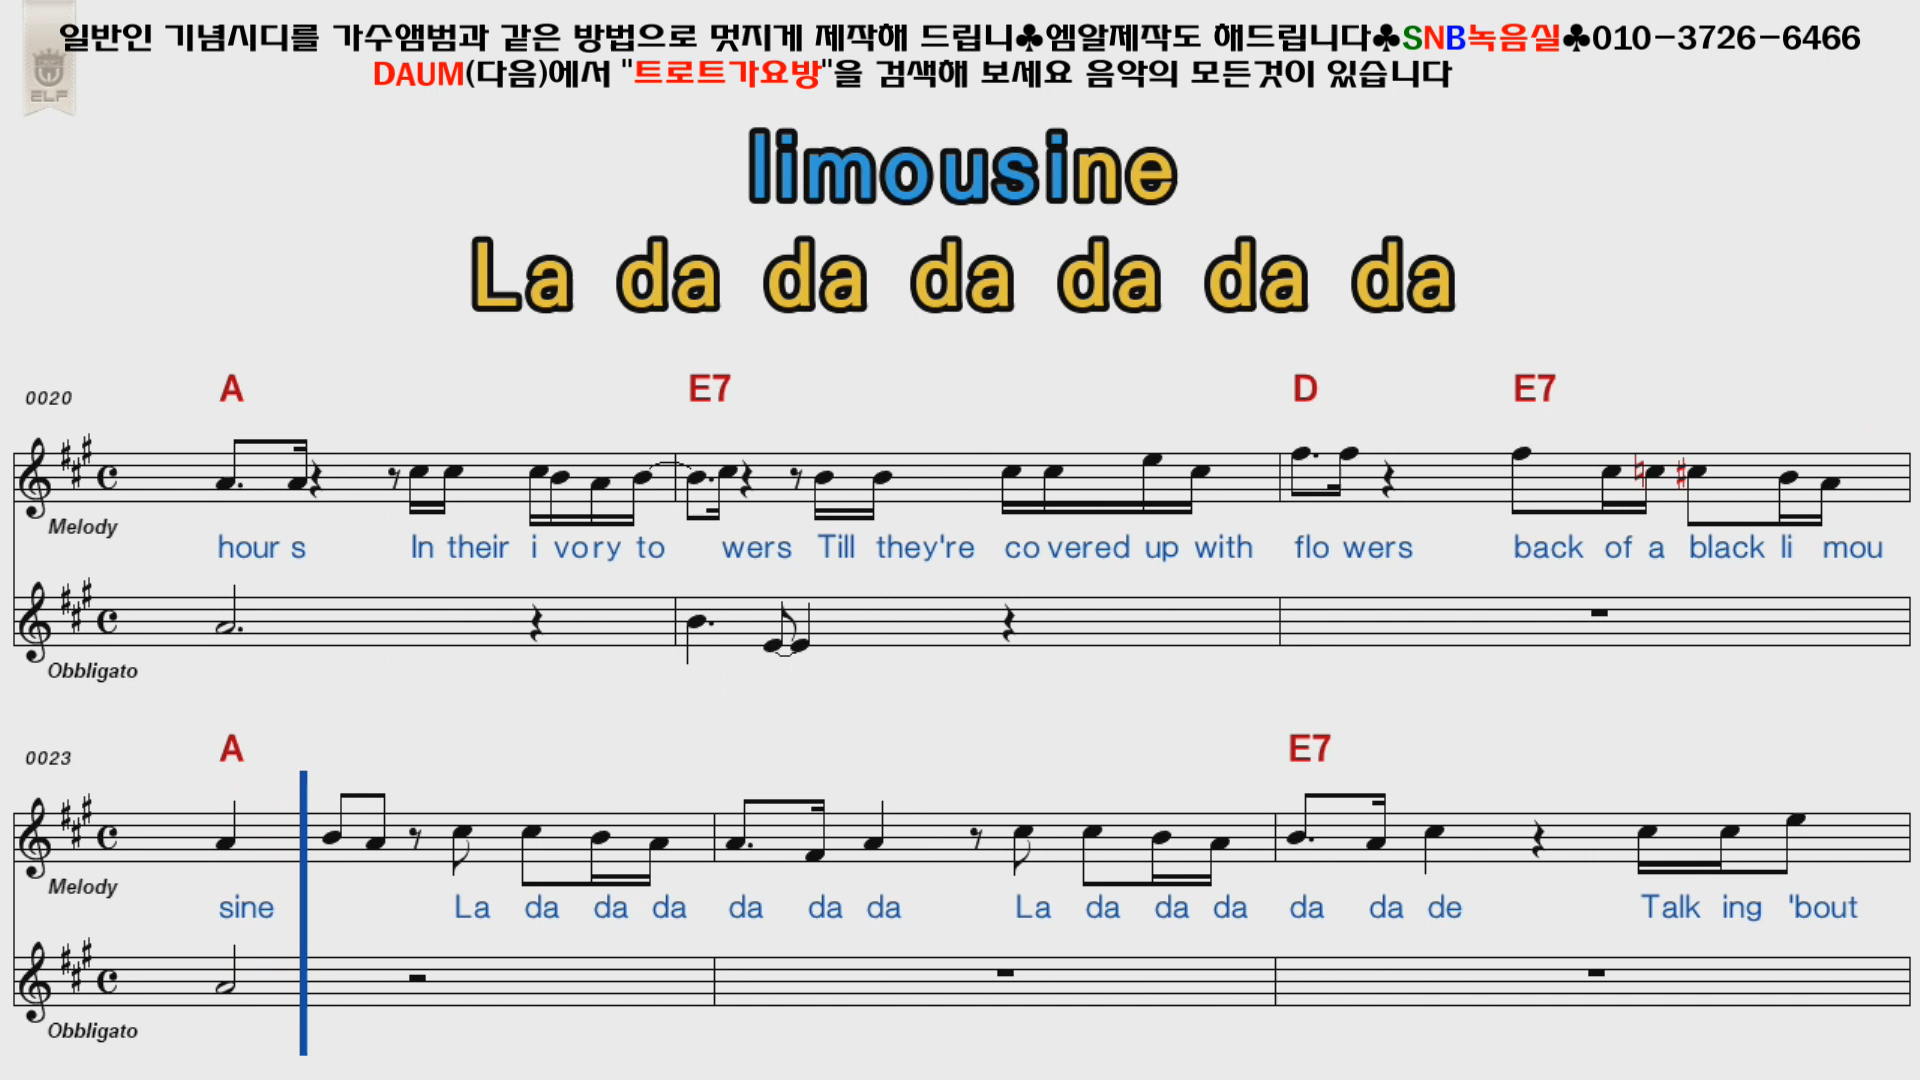 일반인 기념시디를 가수앨범과 같은 방법으로 멋지게 제작해 드립니♣엠알제작도 해드립니다♣SNB녹음실♣010-3726-6466
DAUM(다음)에서 "트로트가요방"을 검색해 보세요 음악의 모든것이 있습니다
ELF
limousine
La da da da da da da
0020 A E7 D E7
Melody
hour s In their i vory to wers Till they're co vered up with flo wers back of a black li mou
Obbligato
0023 A E7
Melody
sine La da da da da da da La da da da da da de Talk ing 'bout
Obbligato